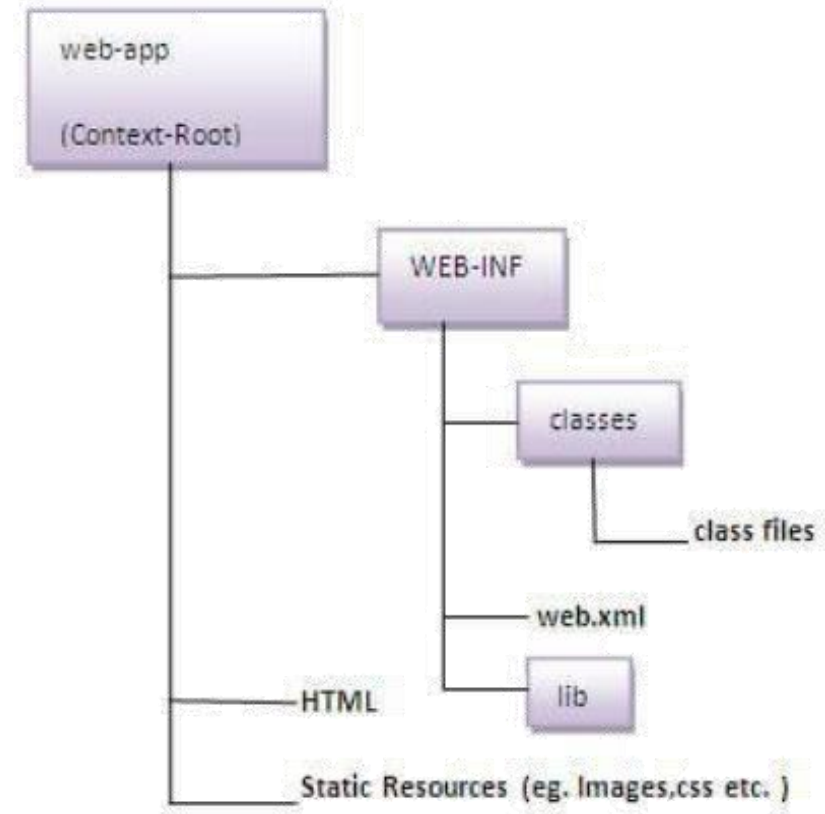 web-app
(Context-Root)
WEB-INF
classes
class files
web.xml
lib
HTML
Static Resources (eg. Images,css etc. )